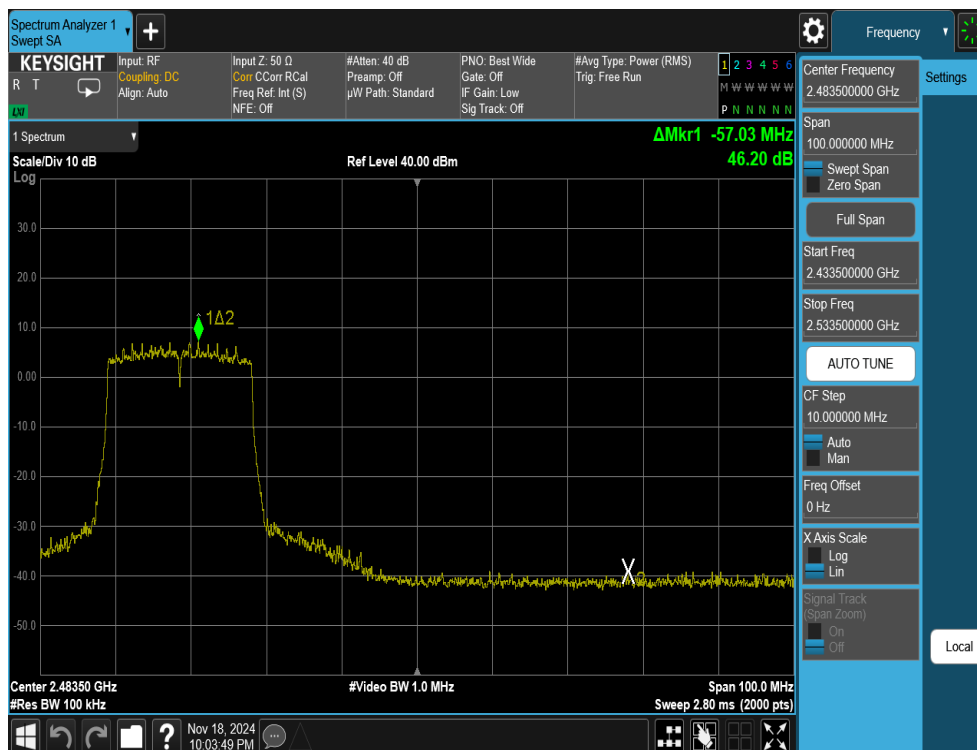 Spectrum Analyzer 1
Swept SA
+
Frequency
KEYSIGHT
R T
LXI
Input: RF
Coupling: DC
Align: Auto
Input Z: 50 Ω
Corr CCorr RCal
Freq Ref: Int (S)
NFE: Off
#Atten: 40 dB
Preamp: Off
µW Path: Standard
PNO: Best Wide
Gate: Off
IF Gain: Low
Sig Track: Off
#Avg Type: Power (RMS)
Trig: Free Run
1 2 3 4 5 6
M W W W W W
P N N N N N
1 Spectrum
Scale/Div 10 dB
Ref Level 40.00 dBm
ΔMkr1 -57.03 MHz
46.20 dB
Log
30.0
20.0
10.0
0.00
-10.0
-20.0
-30.0
-40.0
-50.0
1Δ2
X2
Center 2.48350 GHz
#Res BW 100 kHz
#Video BW 1.0 MHz
Span 100.0 MHz
Sweep 2.80 ms (2000 pts)
Center Frequency
2.483500000 GHz
Span
100.000000 MHz
Swept Span
Zero Span
Full Span
Start Freq
2.433500000 GHz
Stop Freq
2.533500000 GHz
AUTO TUNE
CF Step
10.000000 MHz
Auto
Man
Freq Offset
0 Hz
X Axis Scale
Log
Lin
Signal Track
(Span Zoom)
On
Off
Settings
Local
?
Nov 18, 2024
10:03:49 PM